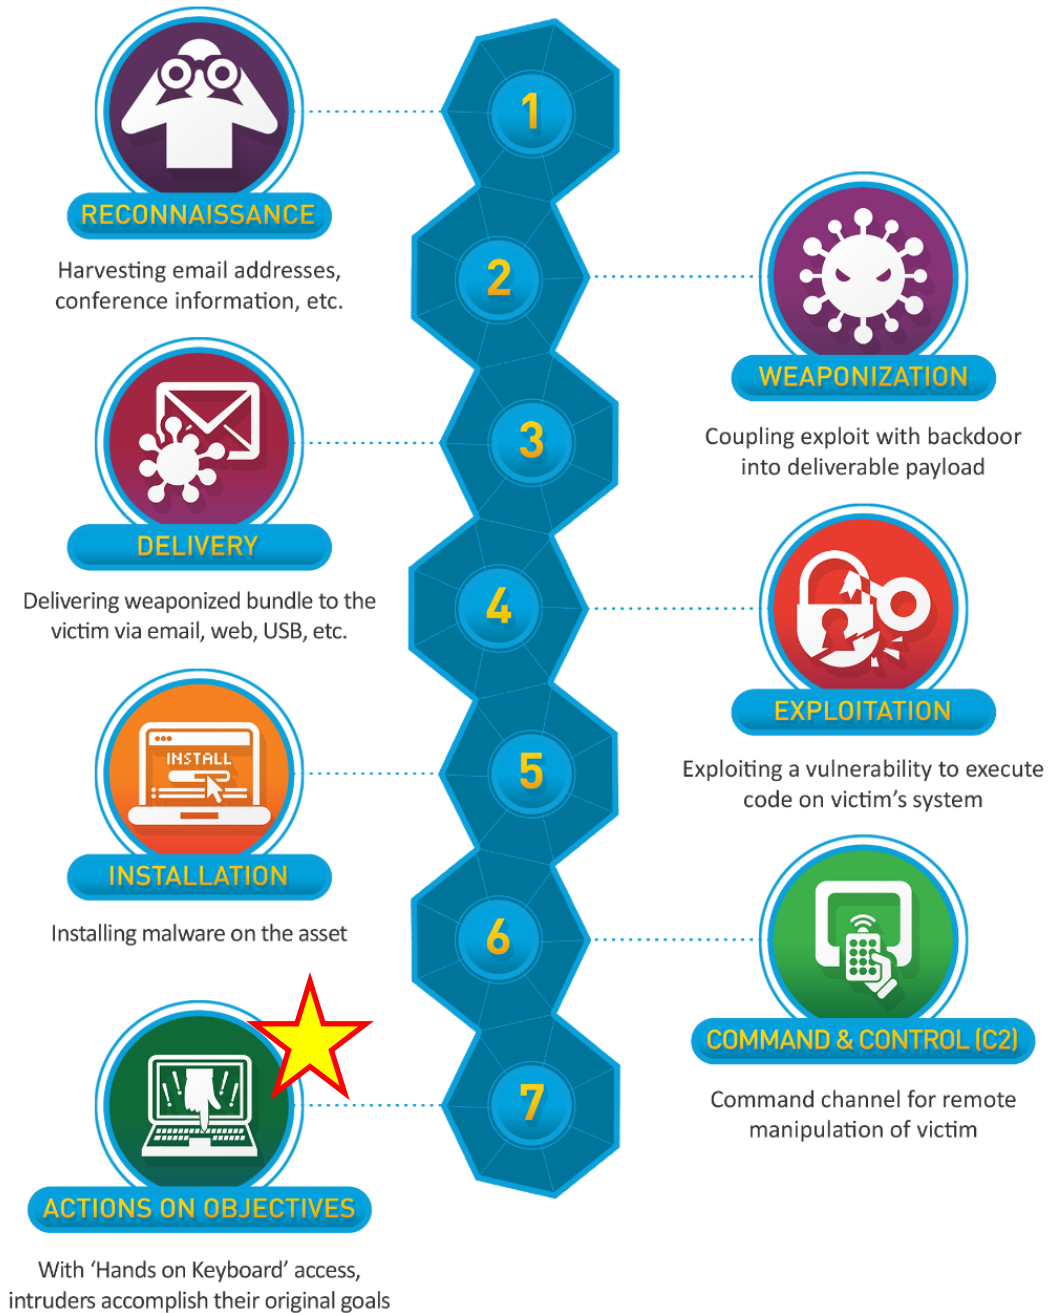 1
RECONNAISSANCE
Harvesting email addresses,
conference information, etc.
2
WEAPONIZATION
Coupling exploit with backdoor
into deliverable payload
3
DELIVERY
Delivering weaponized bundle to the
victim via email, web, USB, etc.
4
EXPLOITATION
Exploiting a vulnerability to execute
code on victim’s system
5
INSTALL
INSTALLATION
Installing malware on the asset
6
COMMAND & CONTROL (C2)
Command channel for remote
manipulation of victim
7
ACTIONS ON OBJECTIVES
With ‘Hands on Keyboard’ access,
intruders accomplish their original goals